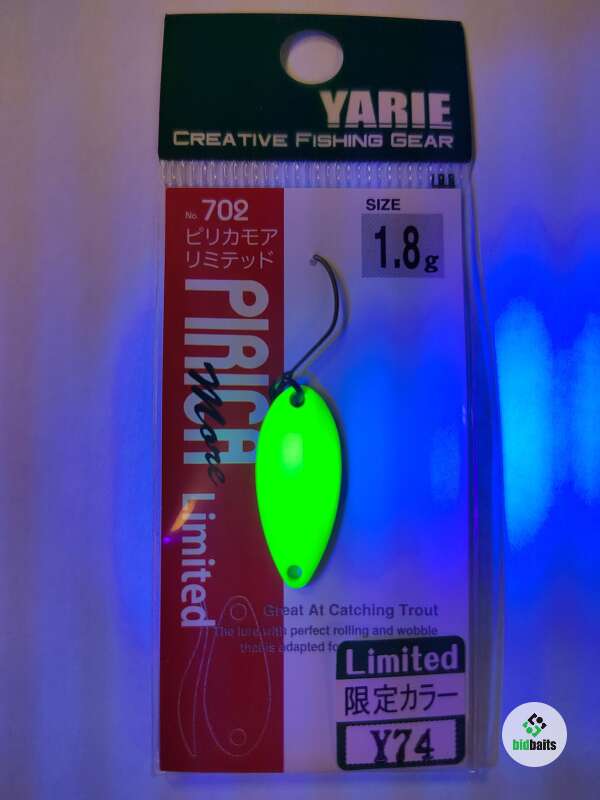 YARIE
CREATIVE FISHING GEAR
No. 702
ピリカモア
リミテッド
SIZE
1.8g
PIRICA
More
Limited
Great At Catching Trout
The lure with perfect rolling and wobble
that is adapted for
Limited
限定カラー
Y74
bidbaits